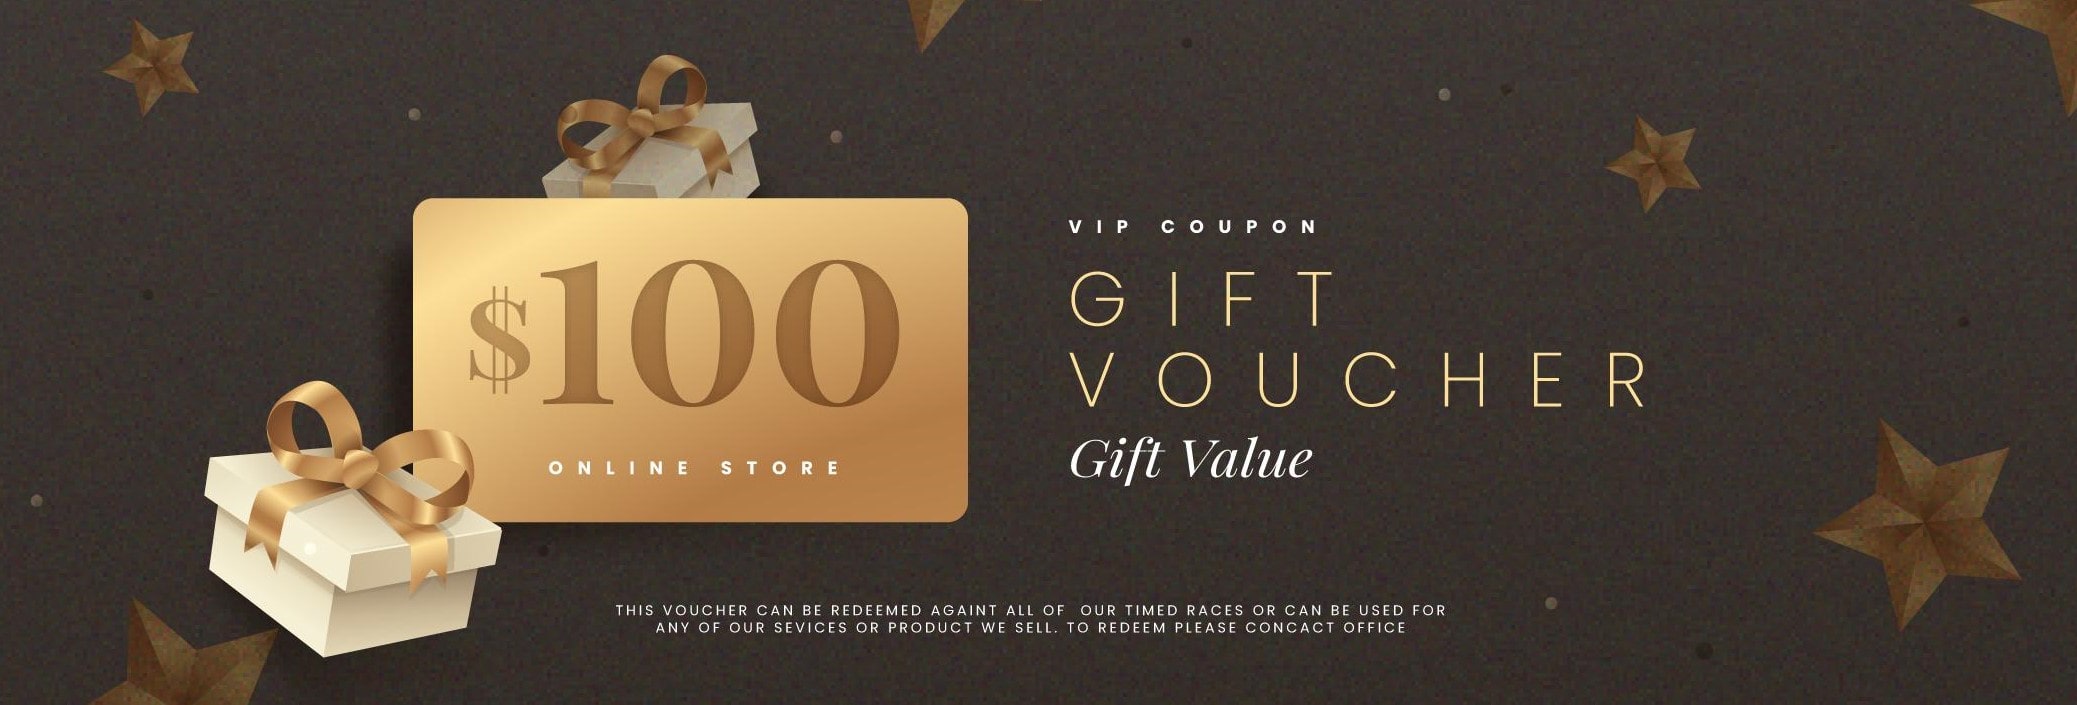 $100
ONLINE STORE
VIP COUPON
GIFT
VOUCHER
Gift Value
THIS VOUCHER CAN BE REDEEMED AGAINT ALL OF  OUR TIMED RACES OR CAN BE USED FOR
ANY OF OUR SEVICES OR PRODUCT WE SELL. TO REDEEM PLEASE CONCACT OFFICE